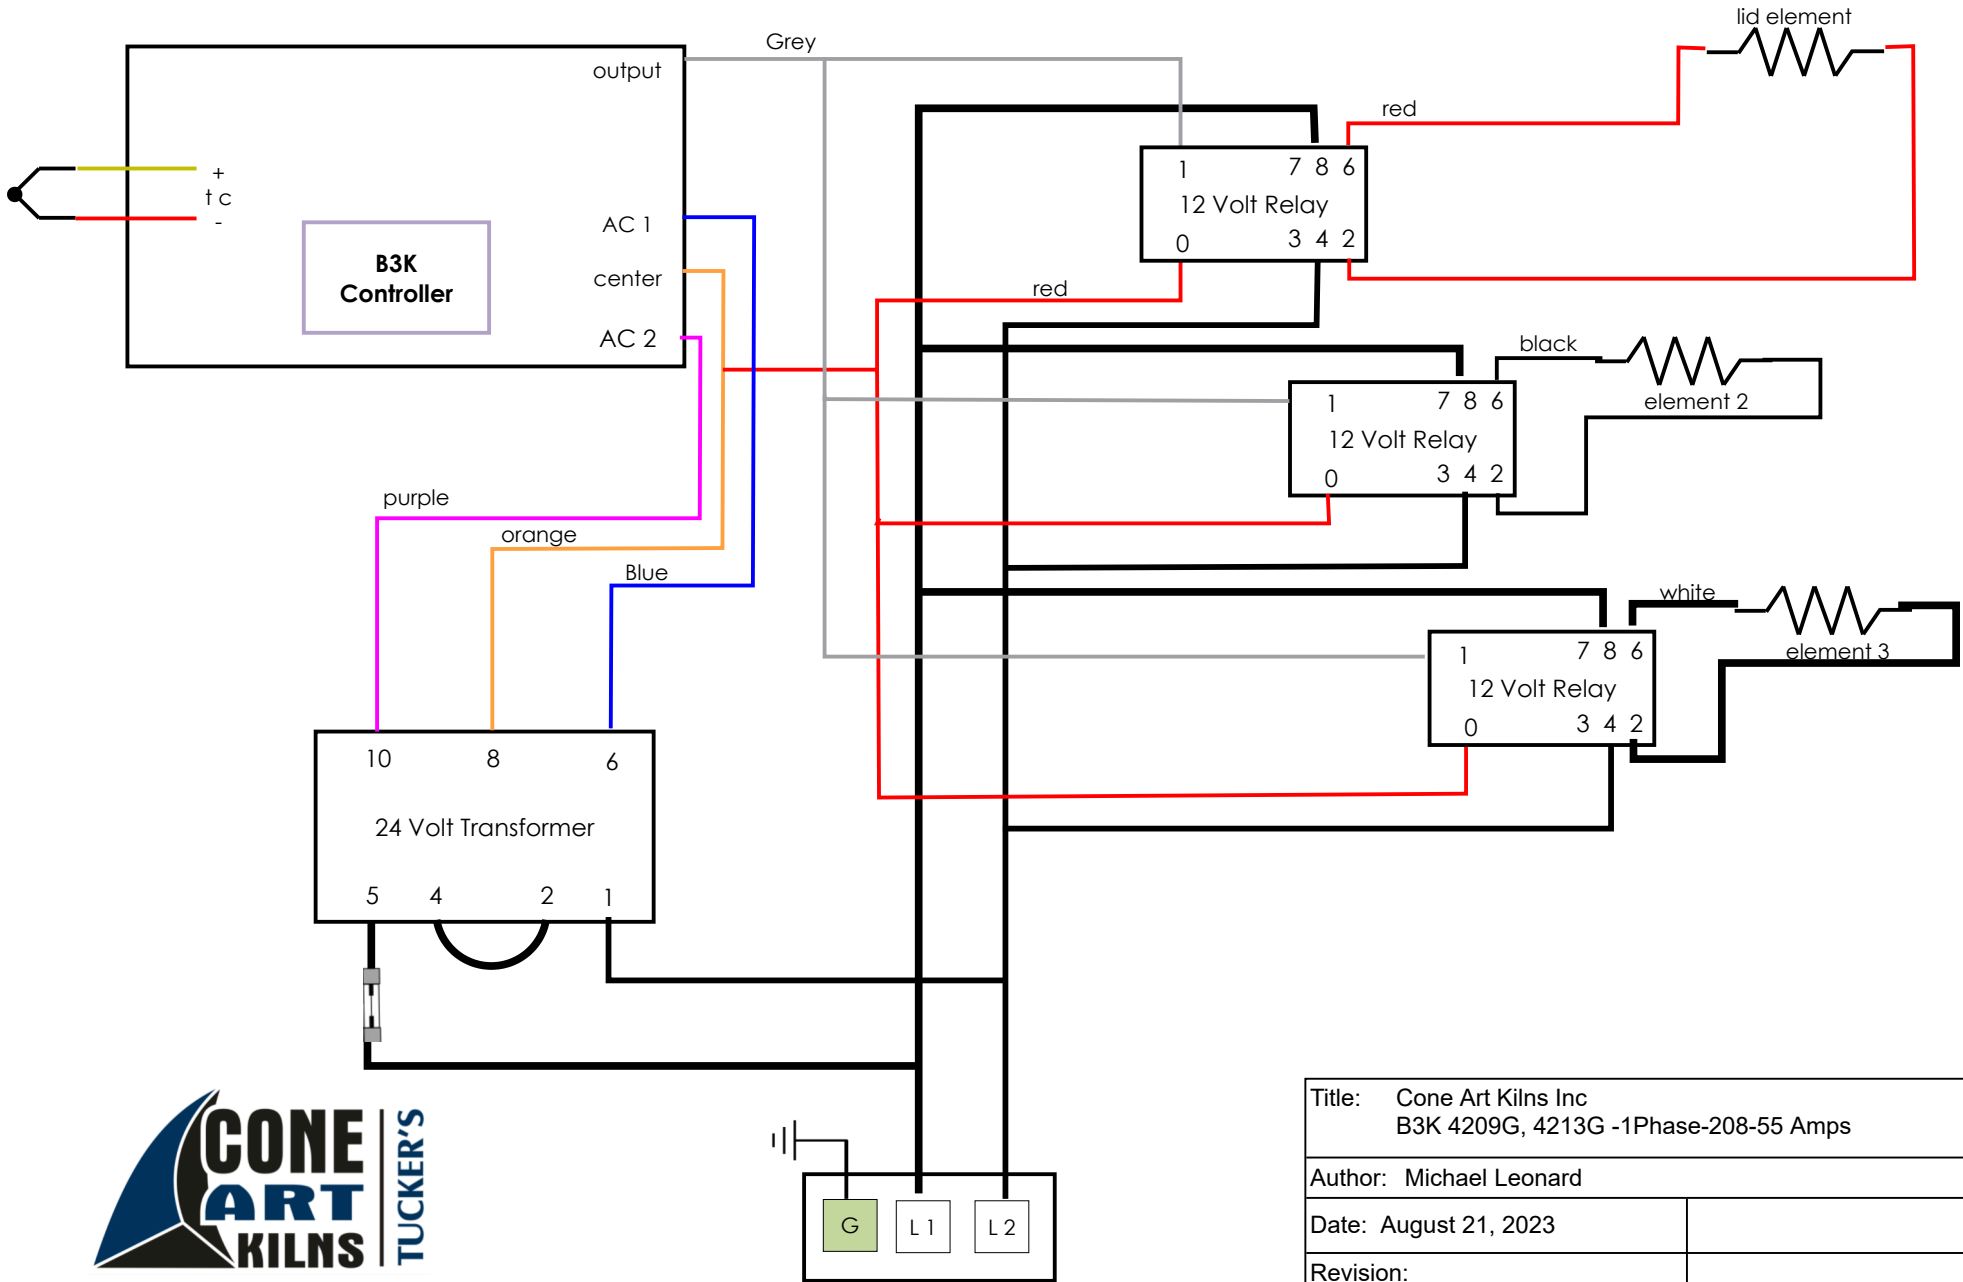 lid element
Grey
output
red
+
t c
-
1 7 8 6
12 Volt Relay
0 3 4 2
AC 1
center
AC 2
B3K
Controller
red
black
element 2
1 7 8 6
12 Volt Relay
0 3 4 2
purple
orange
Blue
white
element 3
1 7 8 6
12 Volt Relay
0 3 4 2
10 8 6
24 Volt Transformer
5 4 2 1
CONE
ART
KILNS
TUCKER'S
G L 1 L 2
Title: Cone Art Kilns Inc
B3K 4209G, 4213G -1Phase-208-55 Amps
Author: Michael Leonard
Date: August 21, 2023
Revision: